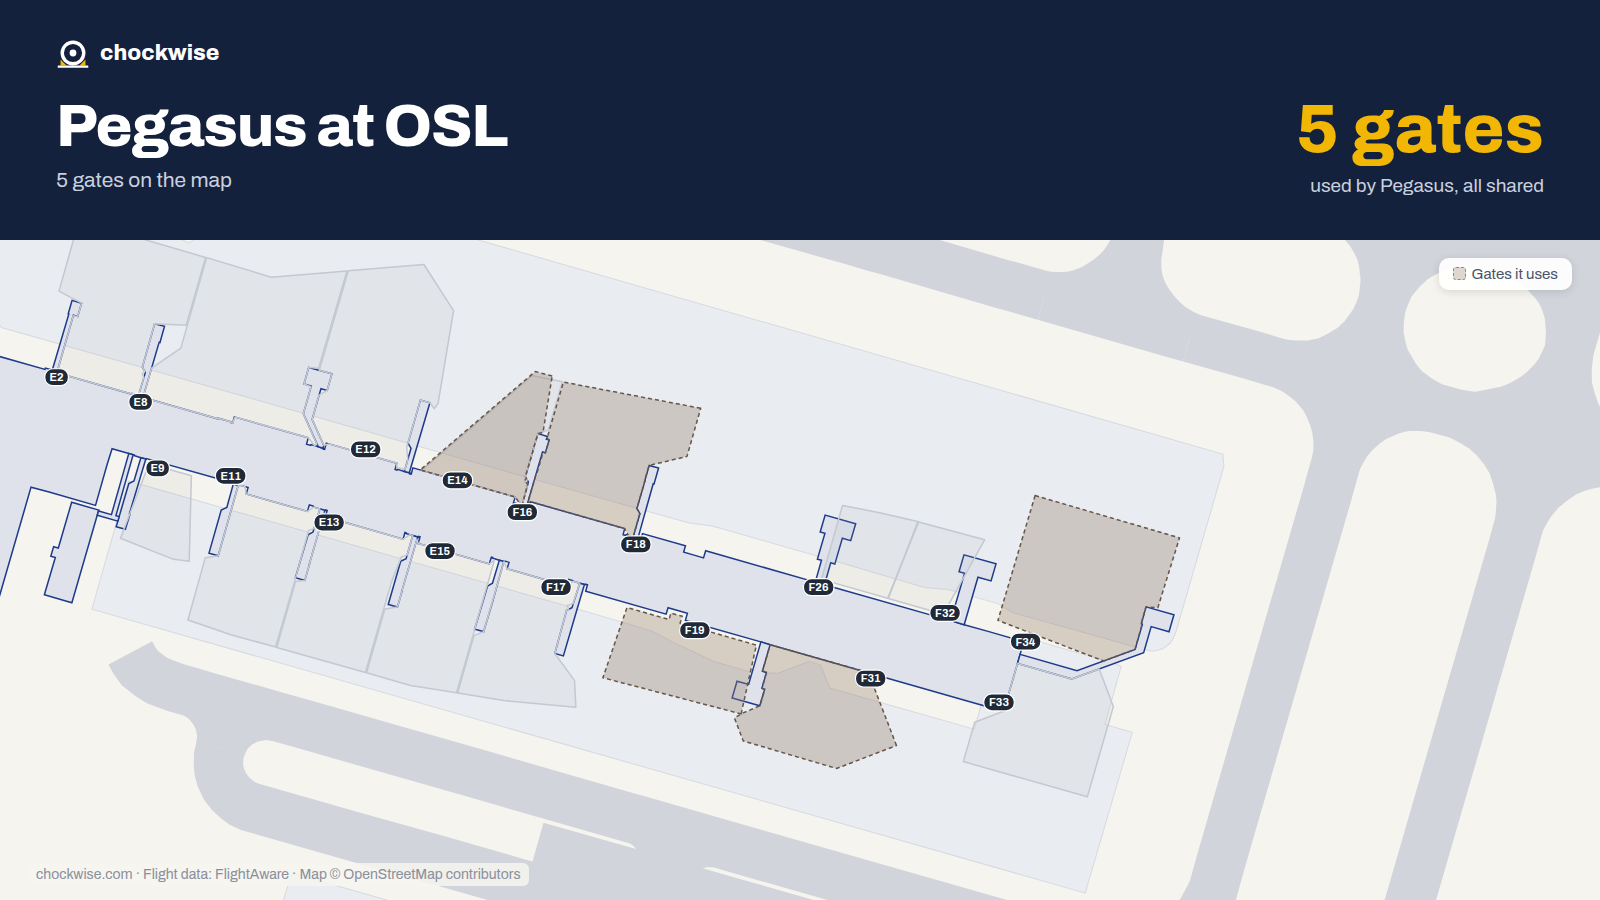 chockwise
Pegasus at OSL
5 gates on the map
5 gates
used by Pegasus, all shared
Gates it uses
E2
E8
E12
E9
E11
E14
F16
E13
F18
E15
F17
F26
F19
F32
F34
F31
F33
chockwise.com · Flight data: FlightAware · Map © OpenStreetMap contributors